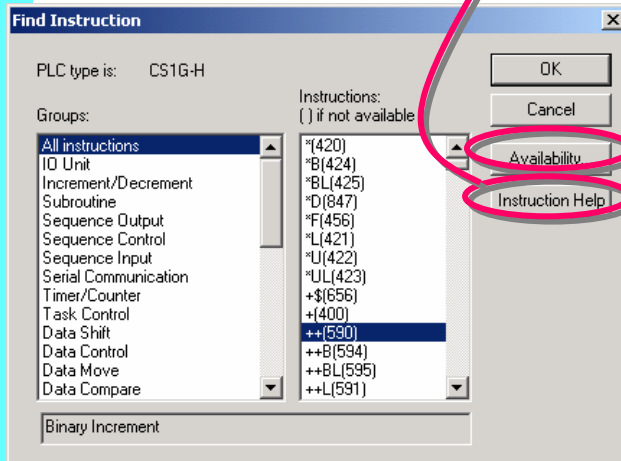 Find Instruction
PLC type is: CS1G-H
Groups:
All instructions
IO Unit
Increment/Decrement
Subroutine
Sequence Output
Sequence Control
Sequence Input
Serial Communication
Timer/Counter
Task Control
Data Shift
Data Control
Data Move
Data Compare
Instructions:
( ) if not available
*(420)
*B(424)
*BL(425)
*D(847)
*F(456)
*L(421)
*U(422)
*UL(423)
+$(656)
+(400)
++(590)
++B(594)
++BL(595)
++L(591)
OK
Cancel
Availability...
Instruction Help
Binary Increment